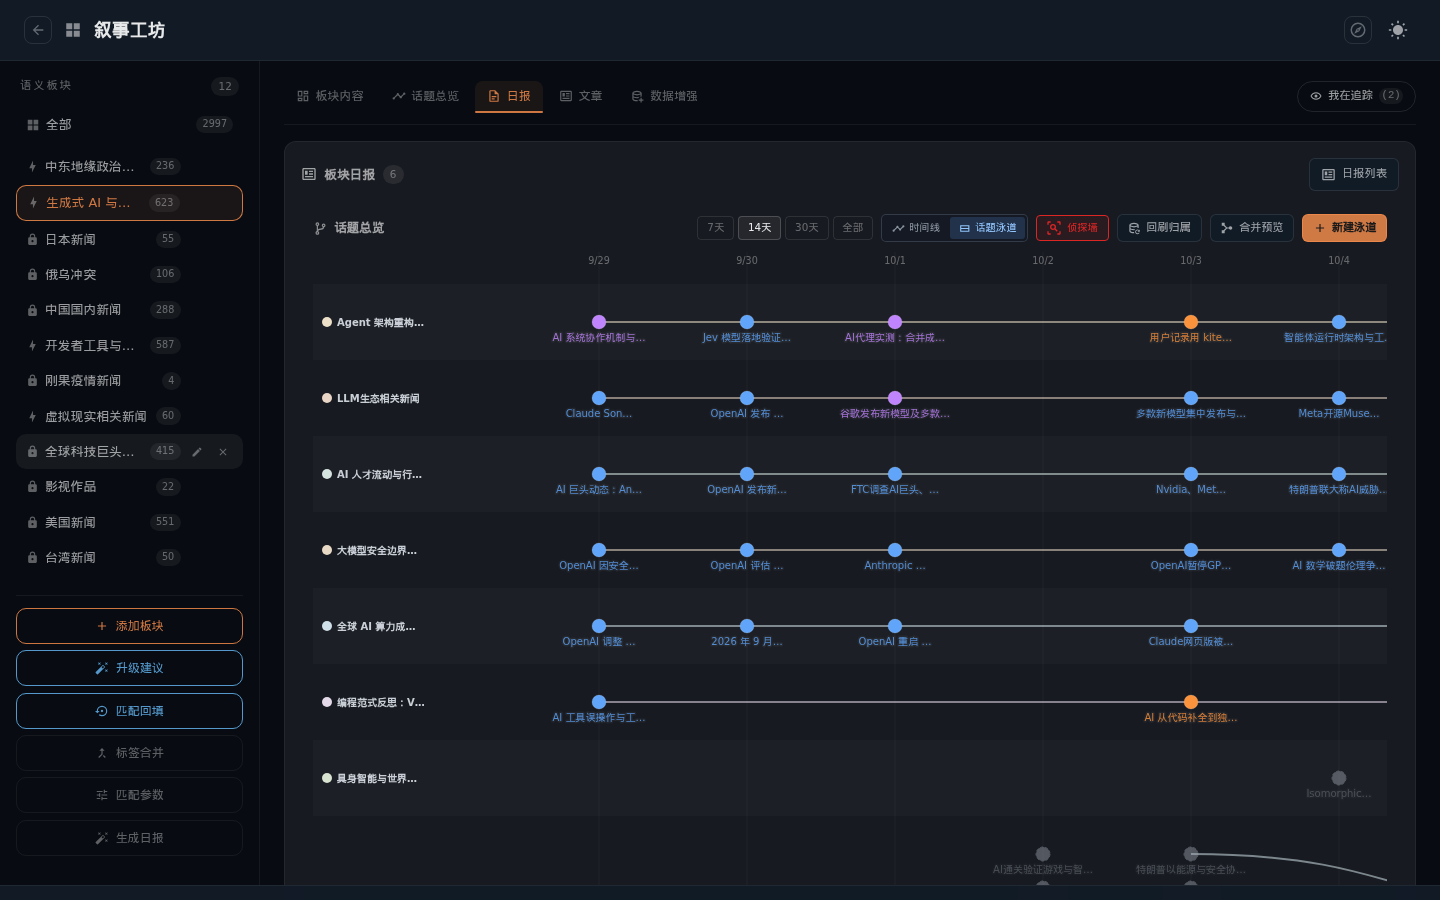 叙事工坊
语义板块 12
全部 2997
中东地缘政治... 236
生成式 AI 与... 623
日本新闻 55
俄乌冲突 106
中国国内新闻 288
开发者工具与... 587
刚果疫情新闻 4
虚拟现实相关新闻 60
全球科技巨头... 415
影视作品 22
美国新闻 551
台湾新闻 50
添加板块
升级建议
匹配回填
标签合并
匹配参数
生成日报
板块内容 话题总览 日报 文章 数据增强 我在追踪 (2)
板块日报 6 日报列表
话题总览 7天 14天 30天 全部 时间线 话题泳道 侦探墙 回刷归属 合并预览 新建泳道
9/29 9/30 10/1 10/2 10/3 10/4
Agent 架构重构...
AI 系统协作机制与... Jev 模型落地验证... AI代理实测：合并成... 用户记录用 kite... 智能体运行时架构与工.
LLM生态相关新闻
Claude Son... OpenAI 发布 ... 谷歌发布新模型及多款... 多款新模型集中发布与... Meta开源Muse...
AI 人才流动与行...
AI 巨头动态：An... OpenAI 发布新... FTC调查AI巨头、... Nvidia、Met... 特朗普联大称AI威胁..
大模型安全边界...
OpenAI 因安全... OpenAI 评估 ... Anthropic ... OpenAI暂停GP... AI 数学破题伦理争...
全球 AI 算力成...
OpenAI 调整 ... 2026 年 9 月... OpenAI 重启 ... Claude网页版被...
编程范式反思：V...
AI 工具误操作与工... AI 从代码补全到独...
具身智能与世界...
Isomorphic...
AI通关验证游戏与智... 特朗普以能源与安全协...